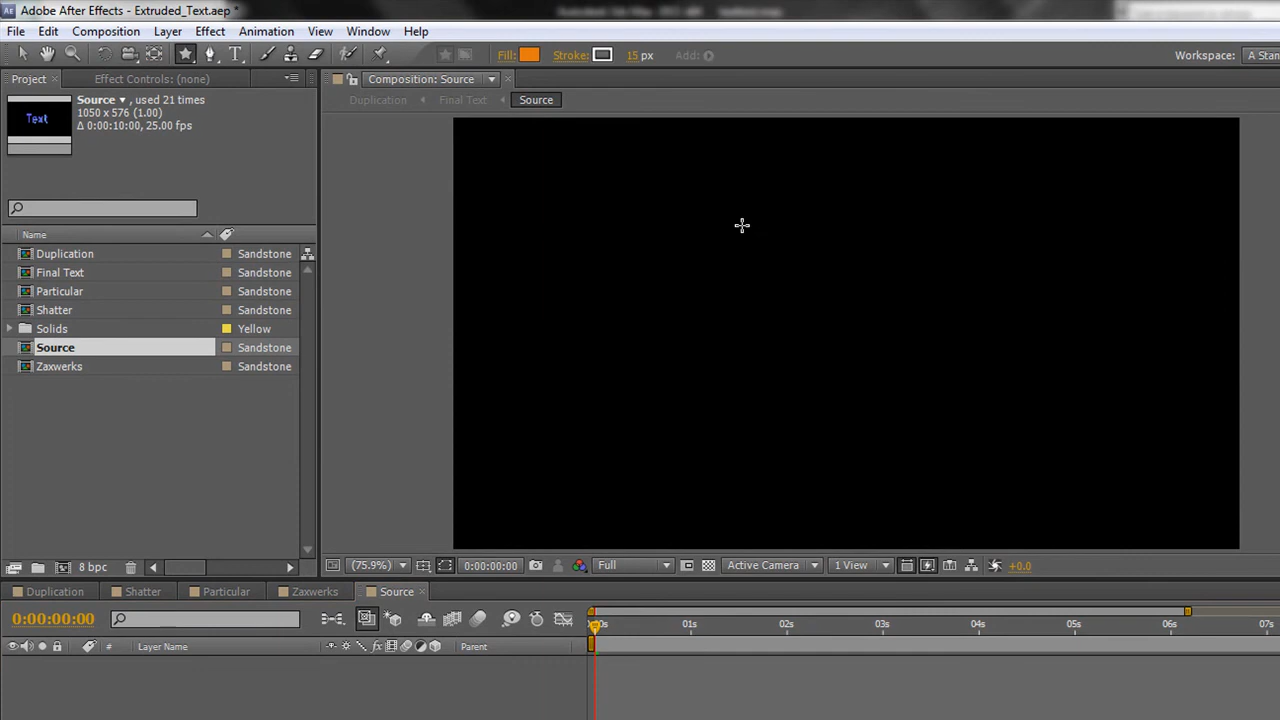 Adobe After Effects - Extruded_Text.aep *
File Edit Composition Layer Effect Animation View Window Help
Fill: Stroke: 15 px Add: Workspace: A Stan
Project Effect Controls: (none) Composition: Source
Source ▾, used 21 times
1050 x 576 (1.00)
Δ 0:00:10:00, 25.00 fps
Text
Duplication Final Text Source
Name
Duplication Sandstone
Final Text Sandstone
Particular Sandstone
Shatter Sandstone
Solids Yellow
Source Sandstone
Zaxwerks Sandstone
8 bpc (75.9%) 0:00:00:00 Full Active Camera 1 View +0.0
Duplication Shatter Particular Zaxwerks Source
0:00:00:00 01s 02s 03s 04s 05s 06s 07s
# Layer Name fx Parent